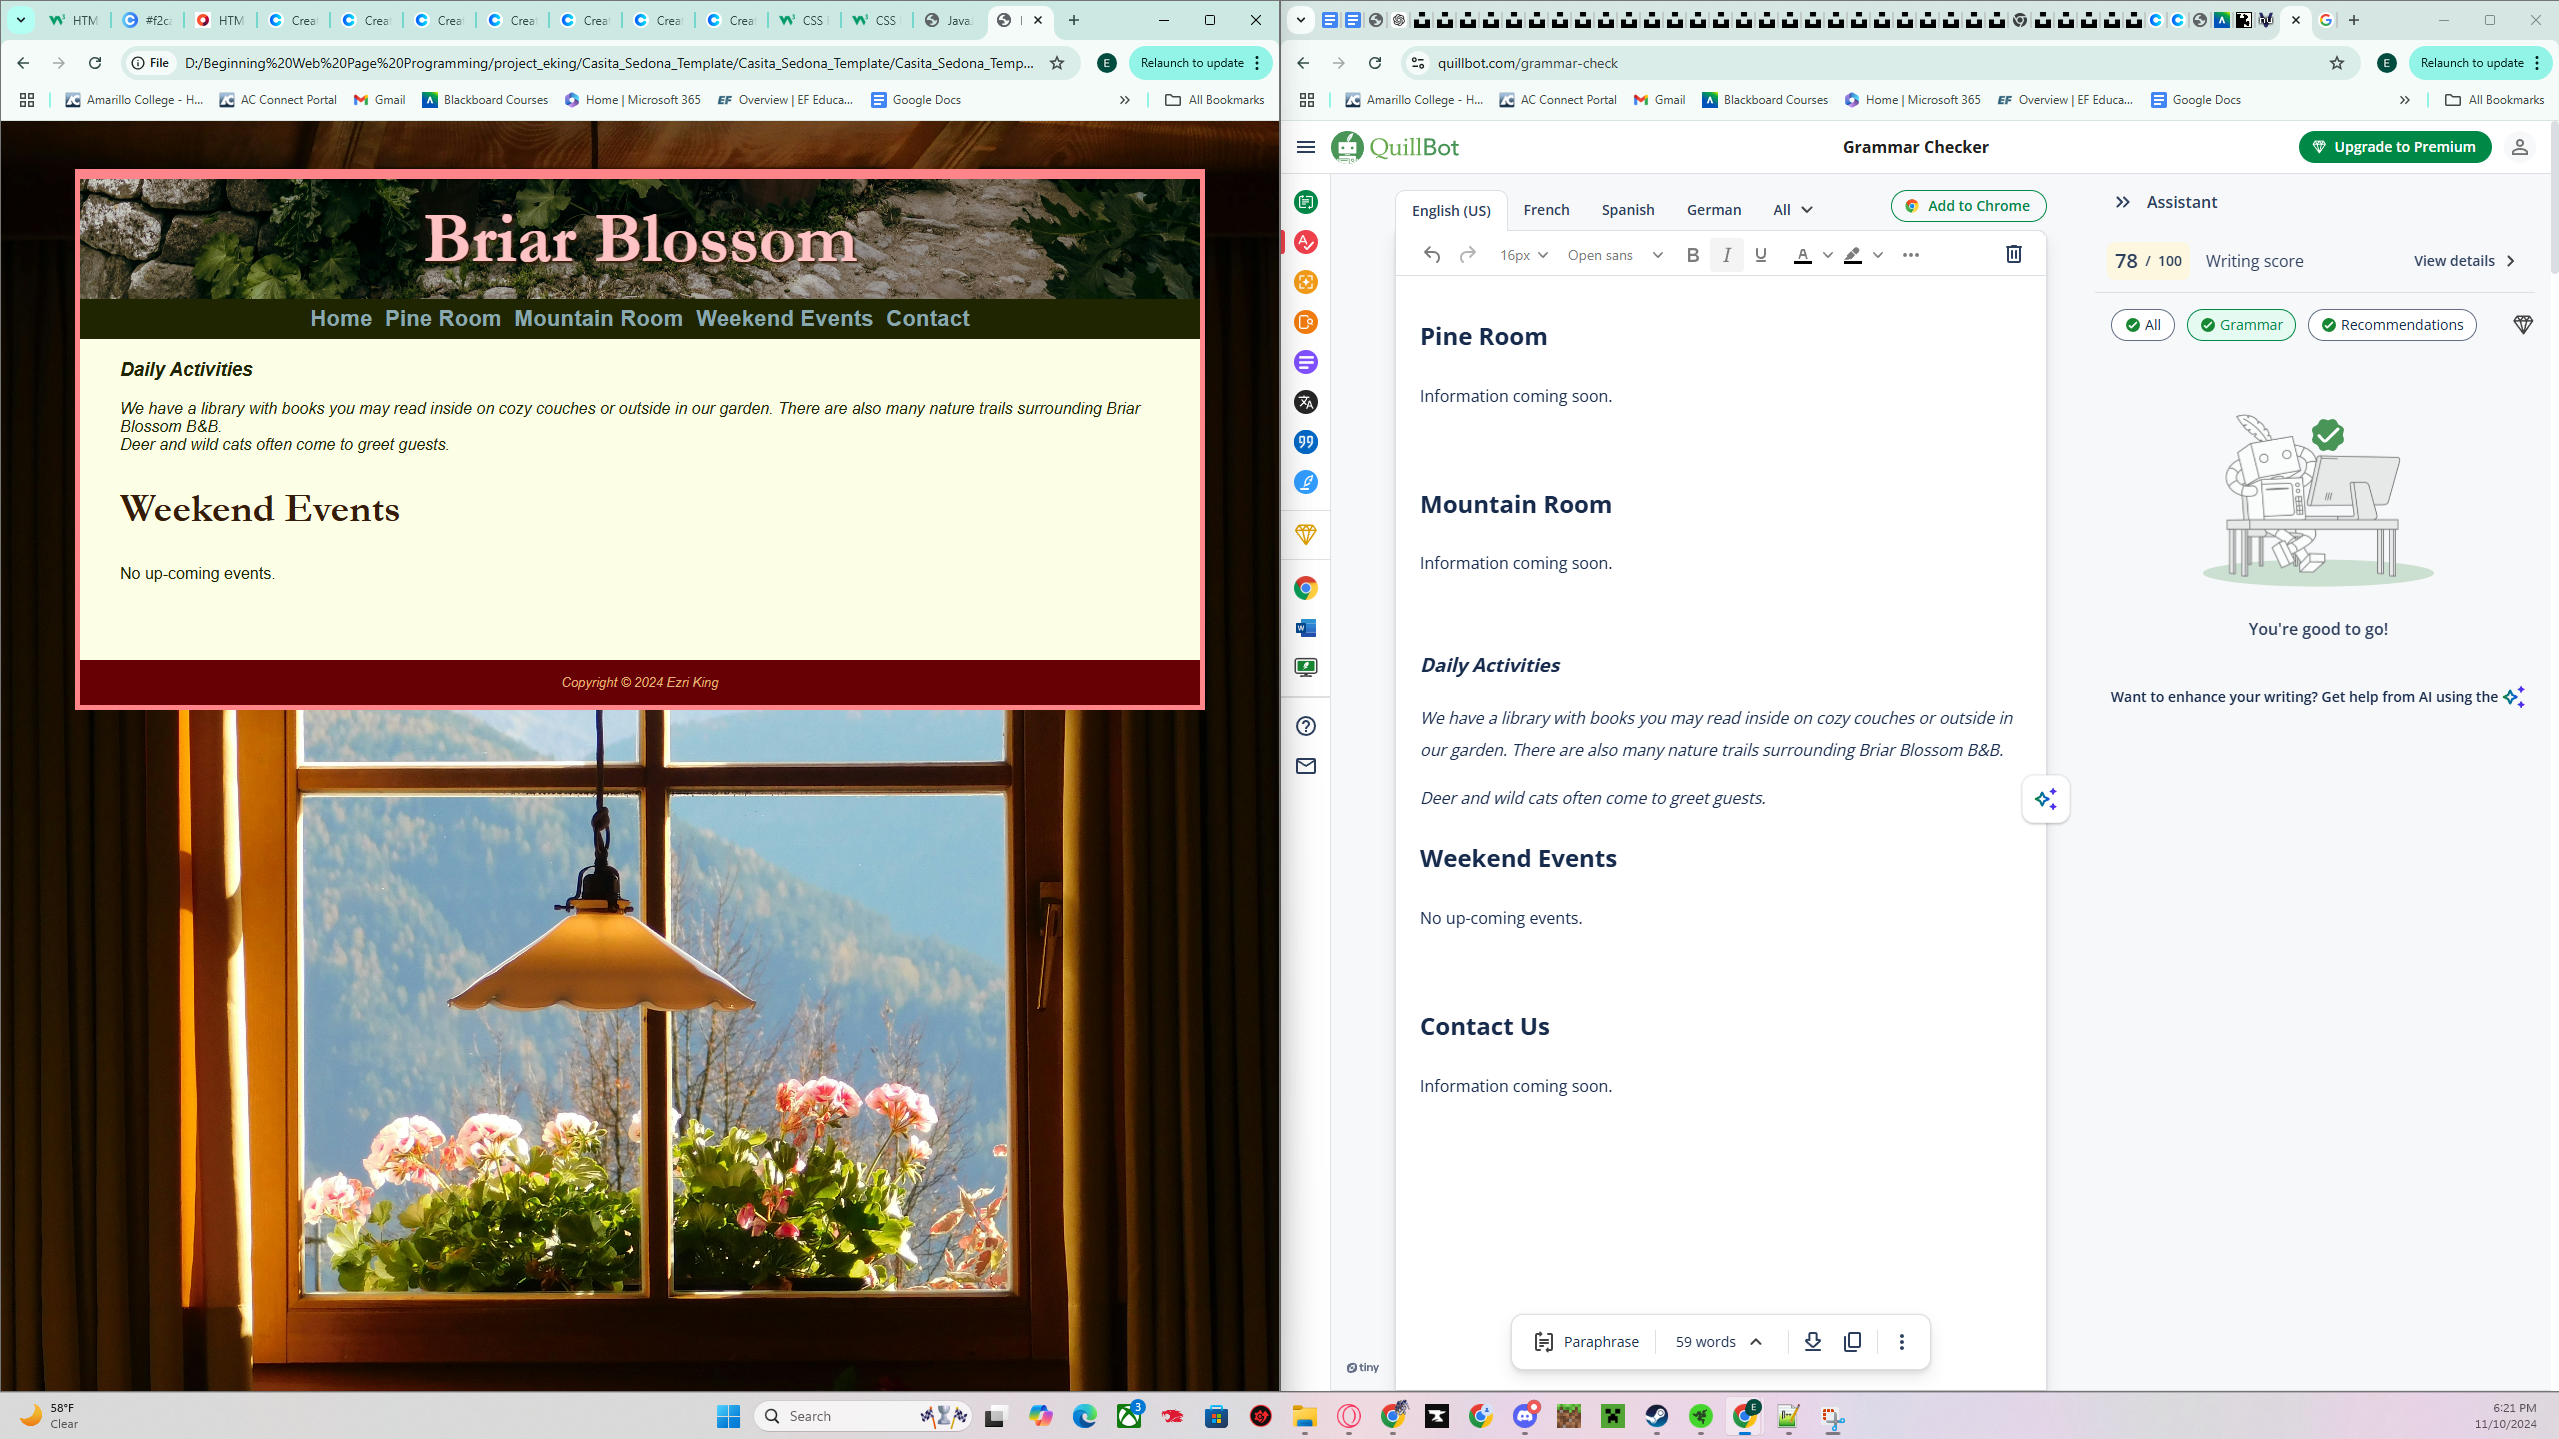 HTM
#f2ca
HTM
Creat
Creat
Creat
Creat
Creat
Creat
Creat
CSS
CSS
Java
File
D:/Beginning%20Web%20Page%20Programming/project_eking/Casita_Sedona_Template/Casita_Sedona_Template/Casita_Sedona_Temp...
E
Relaunch to update
Amarillo College - H...
AC Connect Portal
Gmail
Blackboard Courses
Home | Microsoft 365
EF Overview | EF Educa...
Google Docs
All Bookmarks
Briar Blossom
Home Pine Room Mountain Room Weekend Events Contact
Daily Activities
We have a library with books you may read inside on cozy couches or outside in our garden. There are also many nature trails surrounding Briar
Blossom B&B.
Deer and wild cats often come to greet guests.
Weekend Events
No up-coming events.
Copyright © 2024 Ezri King
quillbot.com/grammar-check
E
Relaunch to update
Amarillo College - H...
AC Connect Portal
Gmail
Blackboard Courses
Home | Microsoft 365
EF Overview | EF Educa...
Google Docs
All Bookmarks
QuillBot
Grammar Checker
Upgrade to Premium
English (US)
French
Spanish
German
All
Add to Chrome
16px
Open sans
B
I
U
A
Pine Room
Information coming soon.
Mountain Room
Information coming soon.
Daily Activities
We have a library with books you may read inside on cozy couches or outside in
our garden. There are also many nature trails surrounding Briar Blossom B&B.
Deer and wild cats often come to greet guests.
Weekend Events
No up-coming events.
Contact Us
Information coming soon.
Paraphrase
59 words
tiny
Assistant
78 / 100
Writing score
View details
All
Grammar
Recommendations
You're good to go!
Want to enhance your writing? Get help from AI using the
58°F
Clear
Search
3
E
6:21 PM
11/10/2024